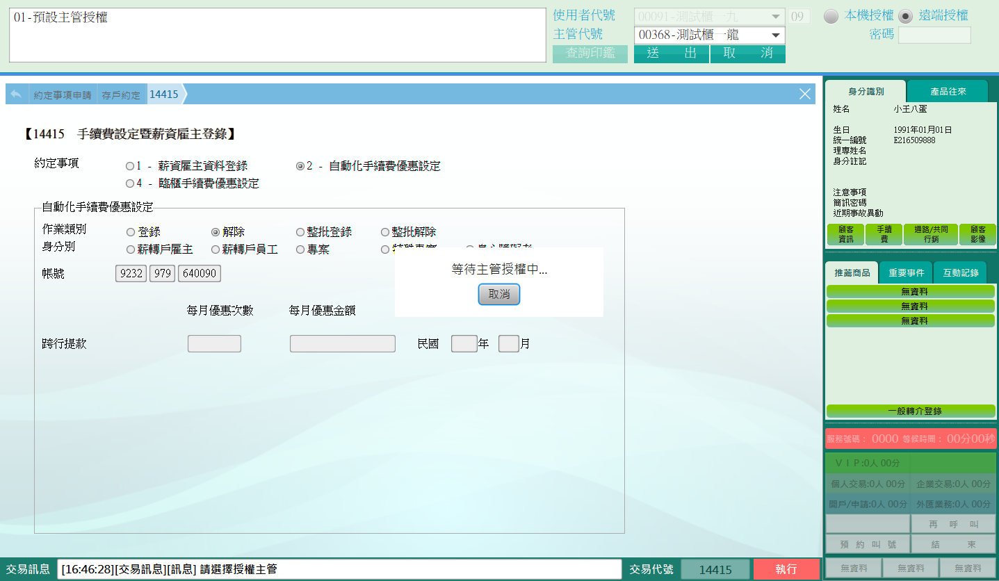 01-預設主管授權
使用者代號 00091-測試櫃一九 09 本機授權 遠端授權
主管代號 00368-測試櫃一龍 密碼
查詢印鑑 送出 取消
約定事項申請 存戶約定 14415
【14415 手續費設定暨薪資雇主登錄】
約定事項 1 - 薪資雇主資料登錄 2 - 自動化手續費優惠設定
4 - 臨櫃手續費優惠設定
自動化手續費優惠設定
作業類別 登錄 解除 整批登錄 整批解除
身分別 薪轉戶雇主 薪轉戶員工 專案
帳號 9232 979 640090
等待主管授權中...
取消
每月優惠次數 每月優惠金額
跨行提款 民國 年 月
身分識別 產品往來
姓名 小王八蛋
生日 1991年01月01日
統一編號 E216509888
理專姓名
身分註記
注意事項
簡訊密碼
近期事故異動
顧客資訊 手續費 通路/共同行銷 顧客影像
推薦商品 重要事件 互動記錄
無資料
無資料
無資料
一般轉介登錄
服務號碼： 0000 等候時間： 00分00秒
ＶＩＰ:0人 00分
個人交易:0人 00分 企業交易:0人 00分
開戶/申請:0人 00分 外匯業務:0人 00分
再呼叫
預約叫號 結束
無資料 無資料 無資料
交易訊息 [16:46:28][交易訊息][訊息] 請選擇授權主管 交易代號 14415 執行